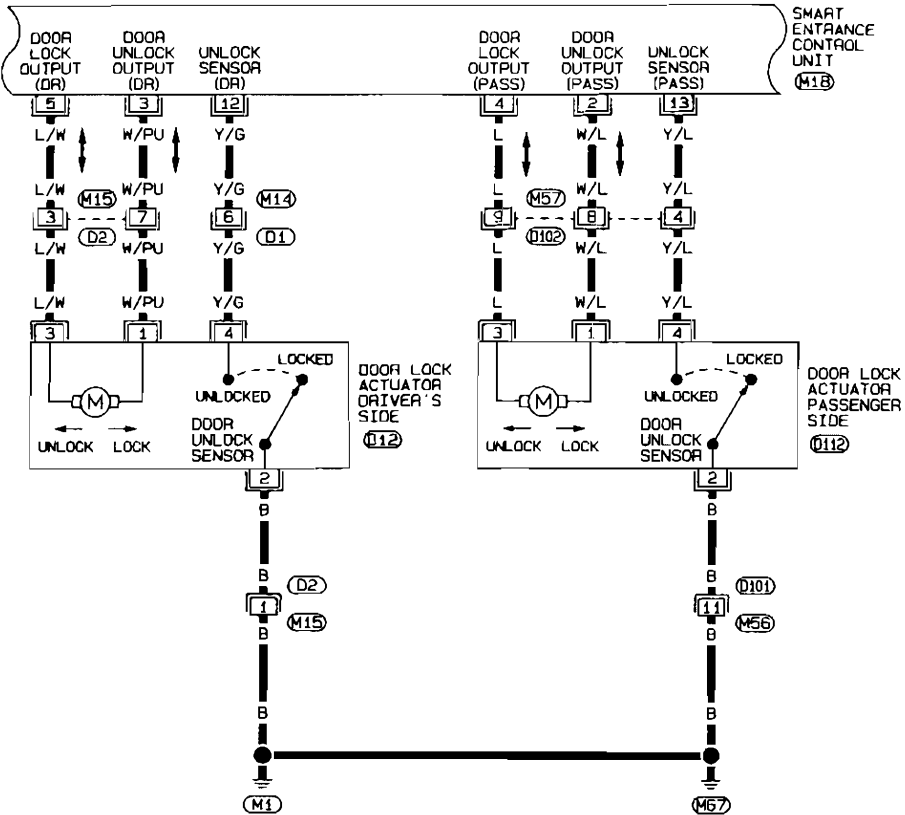 SMART
ENTRANCE
CONTROL
UNIT
M18
DOOR
LOCK
OUTPUT
(DR)
DOOR
UNLOCK
OUTPUT
(DR)
UNLOCK
SENSOR
(DR)
DOOR
LOCK
OUTPUT
(PASS)
DOOR
UNLOCK
OUTPUT
(PASS)
UNLOCK
SENSOR
(PASS)
5 3 12 4 2 13
L/W W/PU Y/G L W/L Y/L
L/W W/PU Y/G L W/L Y/L
M15 M14 M57
3 7 6 9 8 4
D2 D1 D102
L/W W/PU Y/G L W/L Y/L
L/W W/PU Y/G L W/L Y/L
3 1 4 3 1 4
LOCKED
UNLOCKED
M
UNLOCK LOCK
DOOR
UNLOCK
SENSOR
DOOR LOCK
ACTUATOR
DRIVER'S
SIDE
D12
LOCKED
UNLOCKED
M
UNLOCK LOCK
DOOR
UNLOCK
SENSOR
DOOR LOCK
ACTUATOR
PASSENGER
SIDE
D112
2 2
B B
B B
D2 D101
1 11
M15 M56
B B
B B
M1 M67